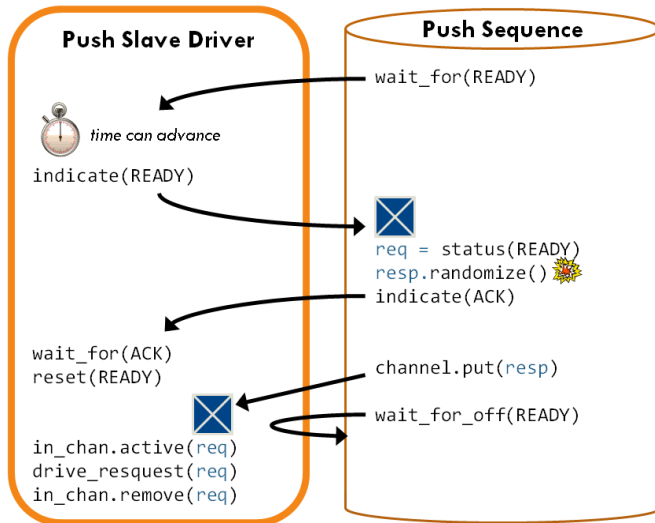 Push Slave Driver
Push Sequence
wait_for(READY)
time can advance
indicate(READY)
req = status(READY)
resp.randomize()
indicate(ACK)
wait_for(ACK)
reset(READY)
channel.put(resp)
wait_for_off(READY)
in_chan.active(req)
drive_resquest(req)
in_chan.remove(req)